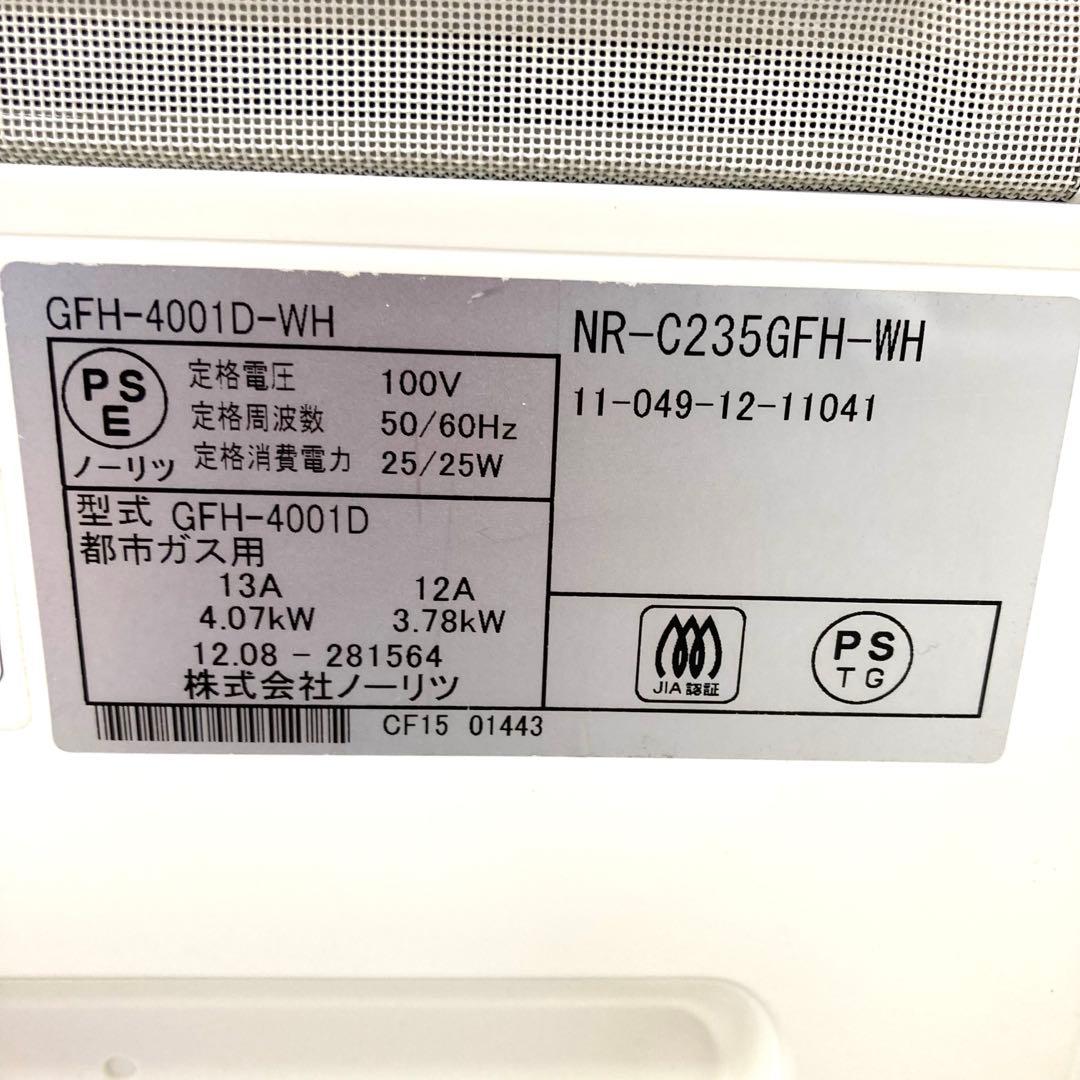 GFH-4001D-WH
PS
E
ノーリツ
定格電圧 100V
定格周波数 50/60Hz
定格消費電力 25/25W
型式 GFH-4001D
都市ガス用
13A 12A
4.07kW 3.78kW
12.08 - 281564
株式会社ノーリツ
CF15 01443
NR-C235GFH-WH
11-049-12-11041
JIA 認証
PS
TG